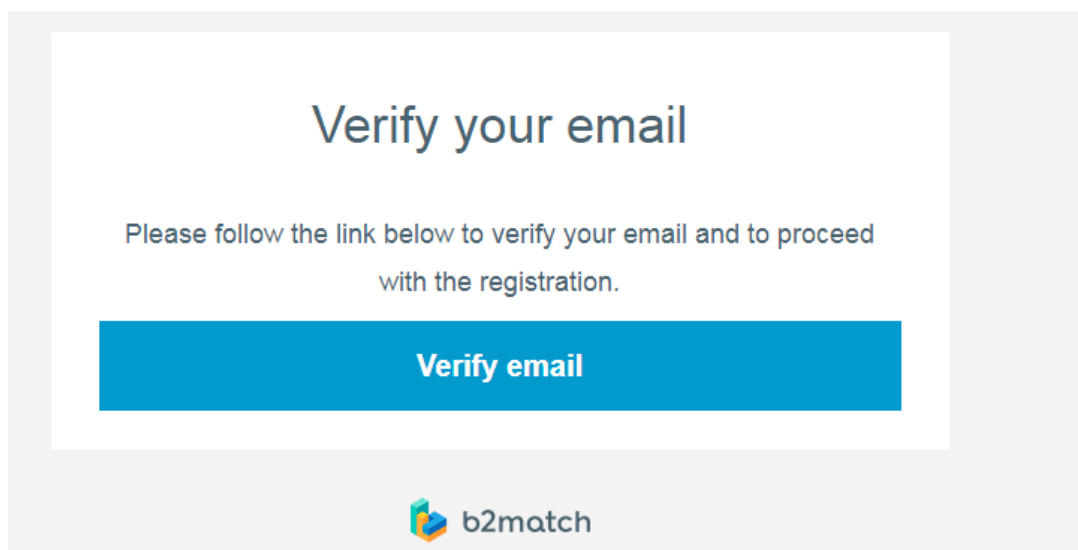 Verify your email
Please follow the link below to verify your email and to proceed
with the registration.
Verify email
b2match